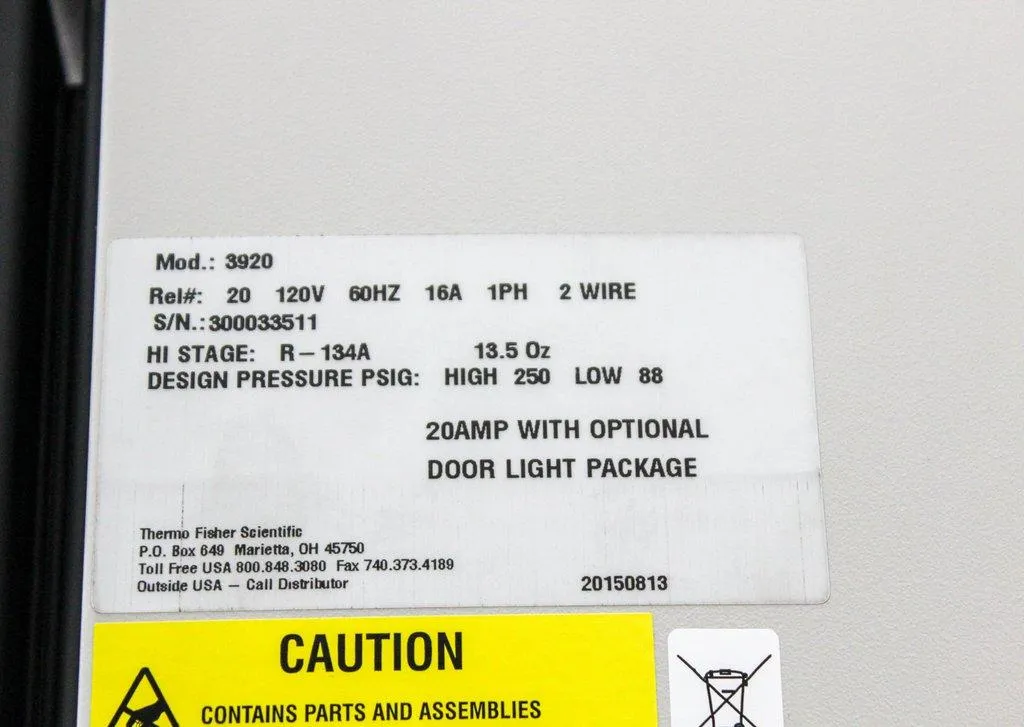 Mod.: 3920
Rel#: 20 120V 60HZ 16A 1PH 2 WIRE
S/N.: 300033511
HI STAGE: R-134A 13.5 Oz
DESIGN PRESSURE PSIG: HIGH 250 LOW 88
20AMP WITH OPTIONAL
DOOR LIGHT PACKAGE
Thermo Fisher Scientific
P.O. Box 649 Marietta, OH 45750
Toll Free USA 800.848.3080 Fax 740.373.4189
Outside USA – Call Distributor 20150813
CAUTION
CONTAINS PARTS AND ASSEMBLIES